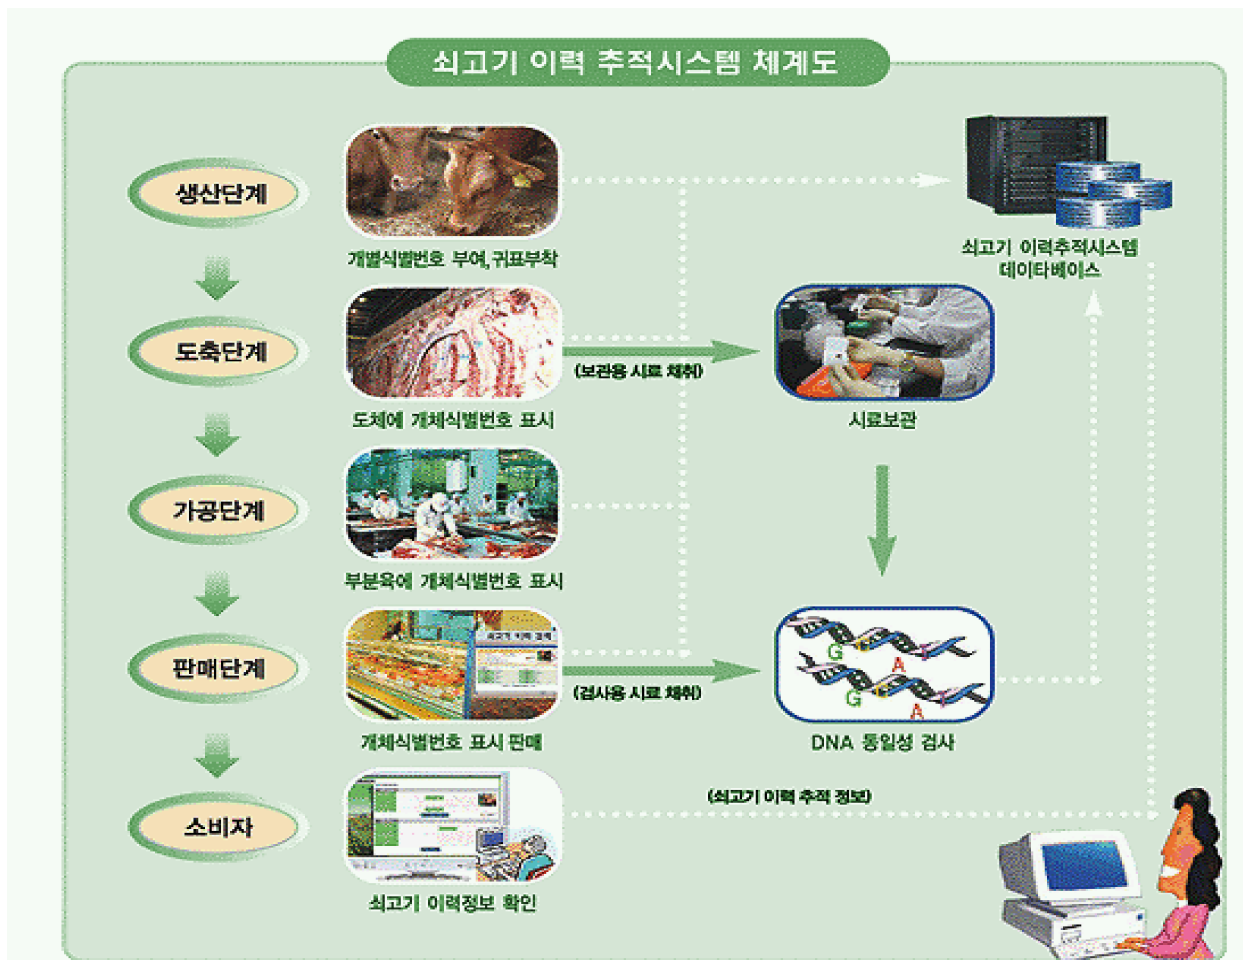 쇠고기 이력 추적시스템 체계도
생산단계
개별식별번호 부여,귀표부착
쇠고기 이력추적시스템
데이타베이스
도축단계
(보관용 시료 채취)
도체에 개체식별번호 표시
시료보관
가공단계
부분육에 개체식별번호 표시
판매단계
쇠고기 이력 검색
(검사용 시료 채취)
G
A
G
A
개체식별번호 표시 판매
DNA 동일성 검사
소비자
(쇠고기 이력 추적 정보)
쇠고기 이력정보 확인